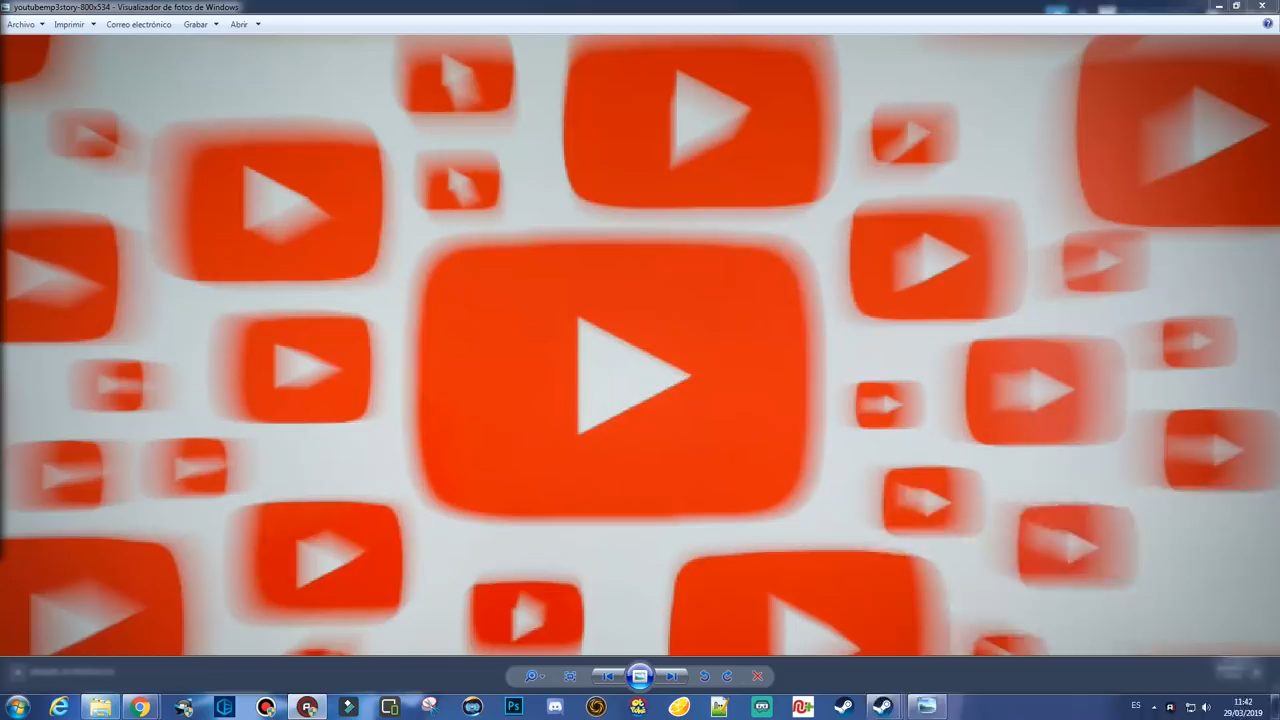 youtubemp3story-800x534 - Visualizador de fotos de Windows
Archivo Imprimir Correo electrónico Grabar Abrir
Ps
ES 11:42
29/03/2019